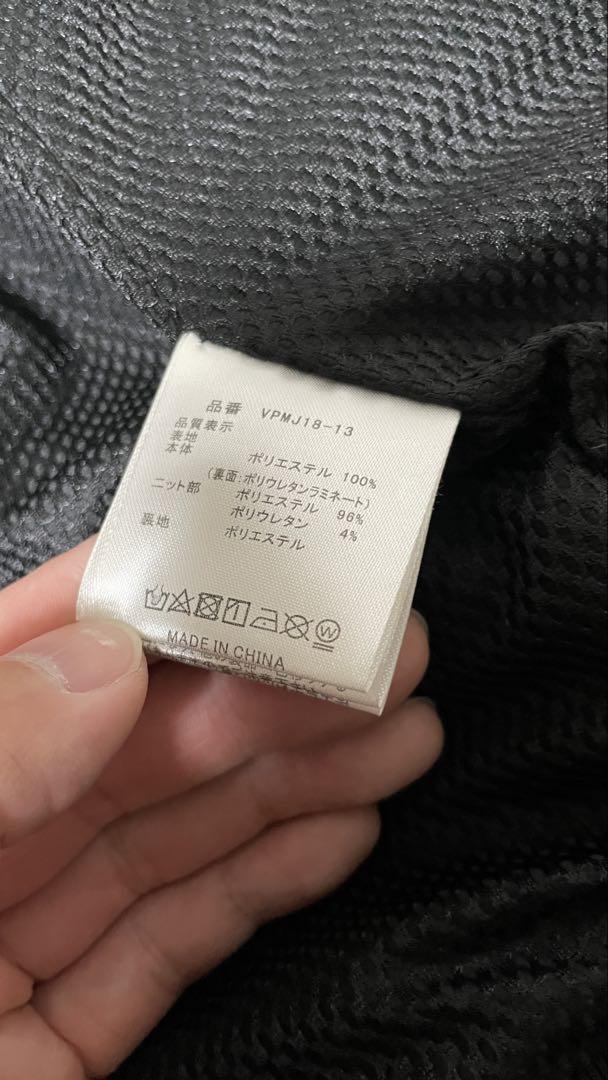 品番 VPMJ18-13
品質表示
表地
本体 ポリエステル 100%
(裏面:ポリウレタンラミネート)
ニット部 ポリエステル 96%
ポリウレタン 4%
裏地 ポリエステル
W
MADE IN CHINA